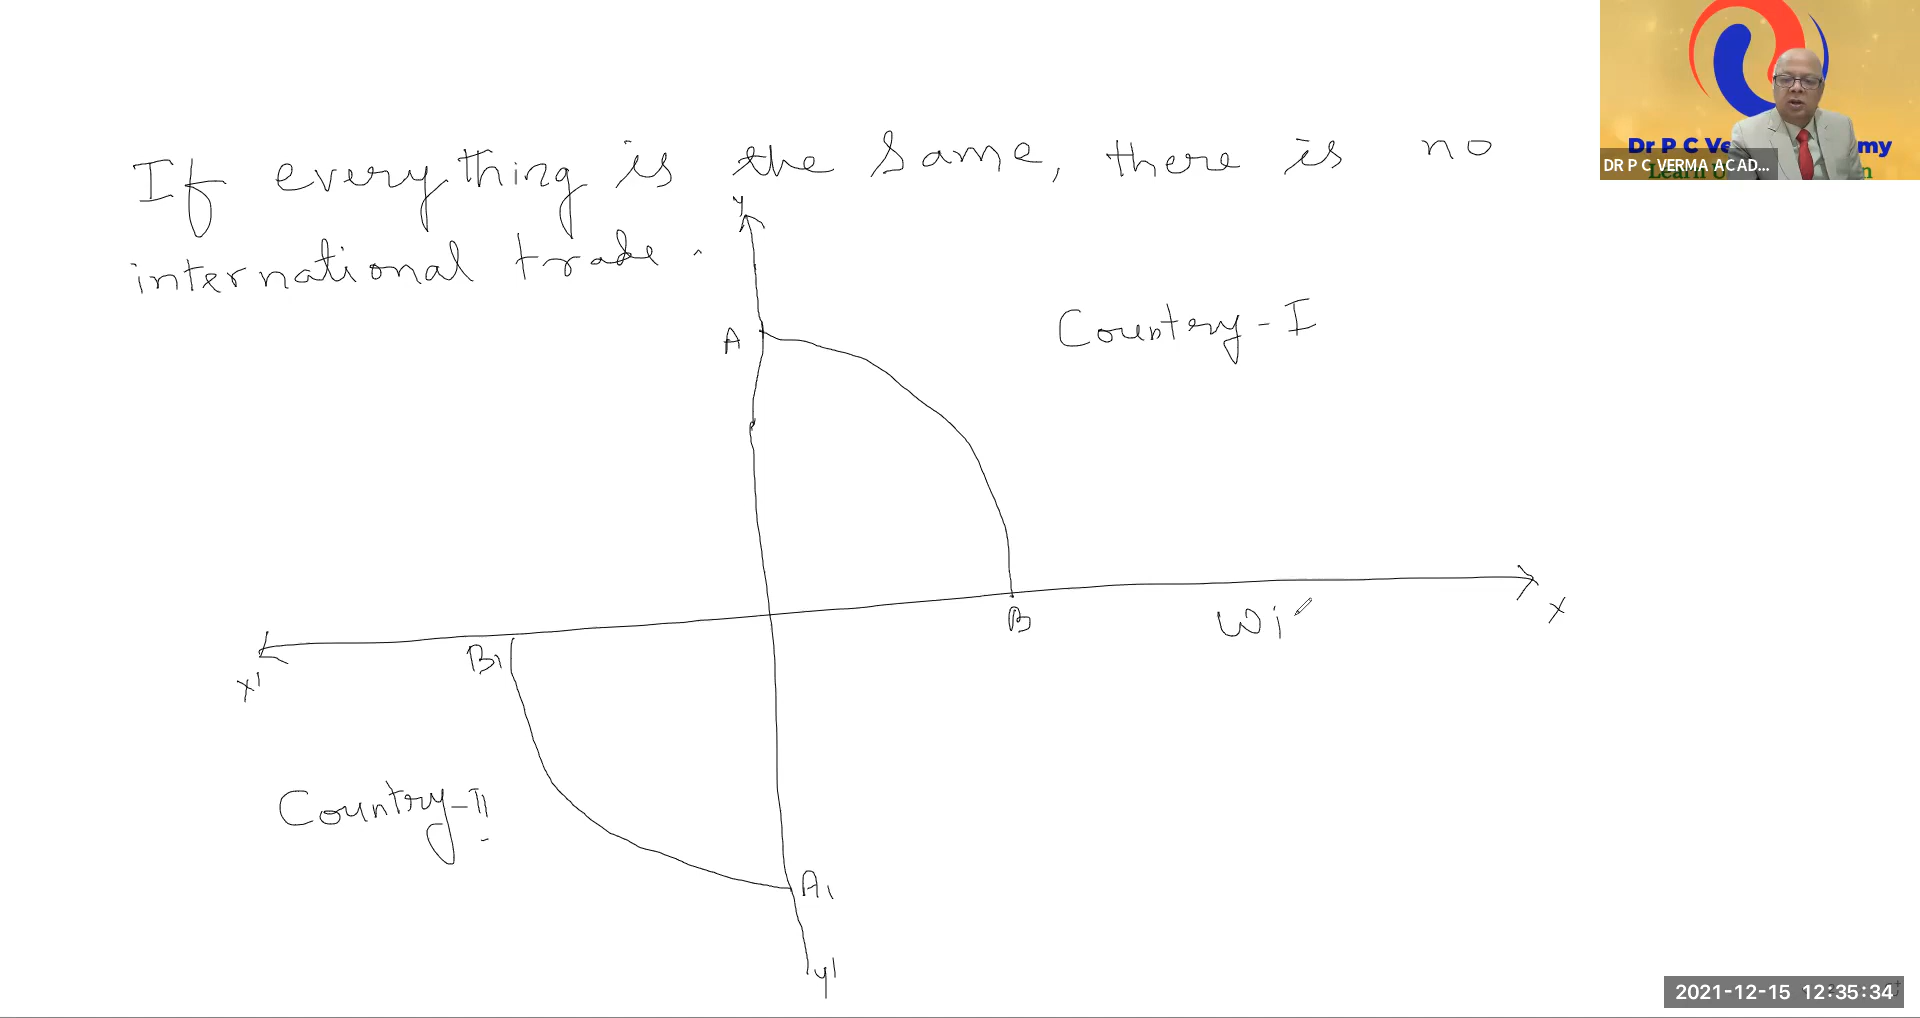 If everything is the same, there is no
international trade.
y
A
Country-I
B
Wi
X
B1
X'
Country-II
A1
y'
Dr P C Ve
my
DR P C VERMA ACAD...
2021-12-15 12:35:34